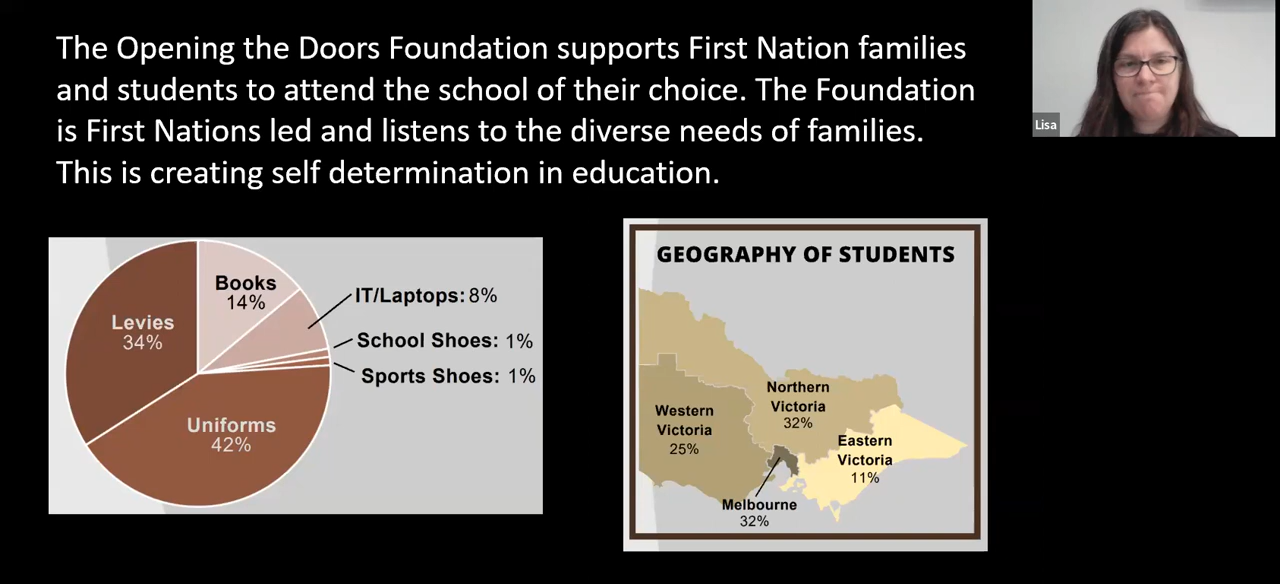 The Opening the Doors Foundation supports First Nation families
and students to attend the school of their choice. The Foundation
is First Nations led and listens to the diverse needs of families.
This is creating self determination in education.
Lisa
Books
14%
IT/Laptops: 8%
Levies
34%
School Shoes: 1%
Sports Shoes: 1%
Uniforms
42%
GEOGRAPHY OF STUDENTS
Northern
Victoria
32%
Western
Victoria
25%
Eastern
Victoria
11%
Melbourne
32%